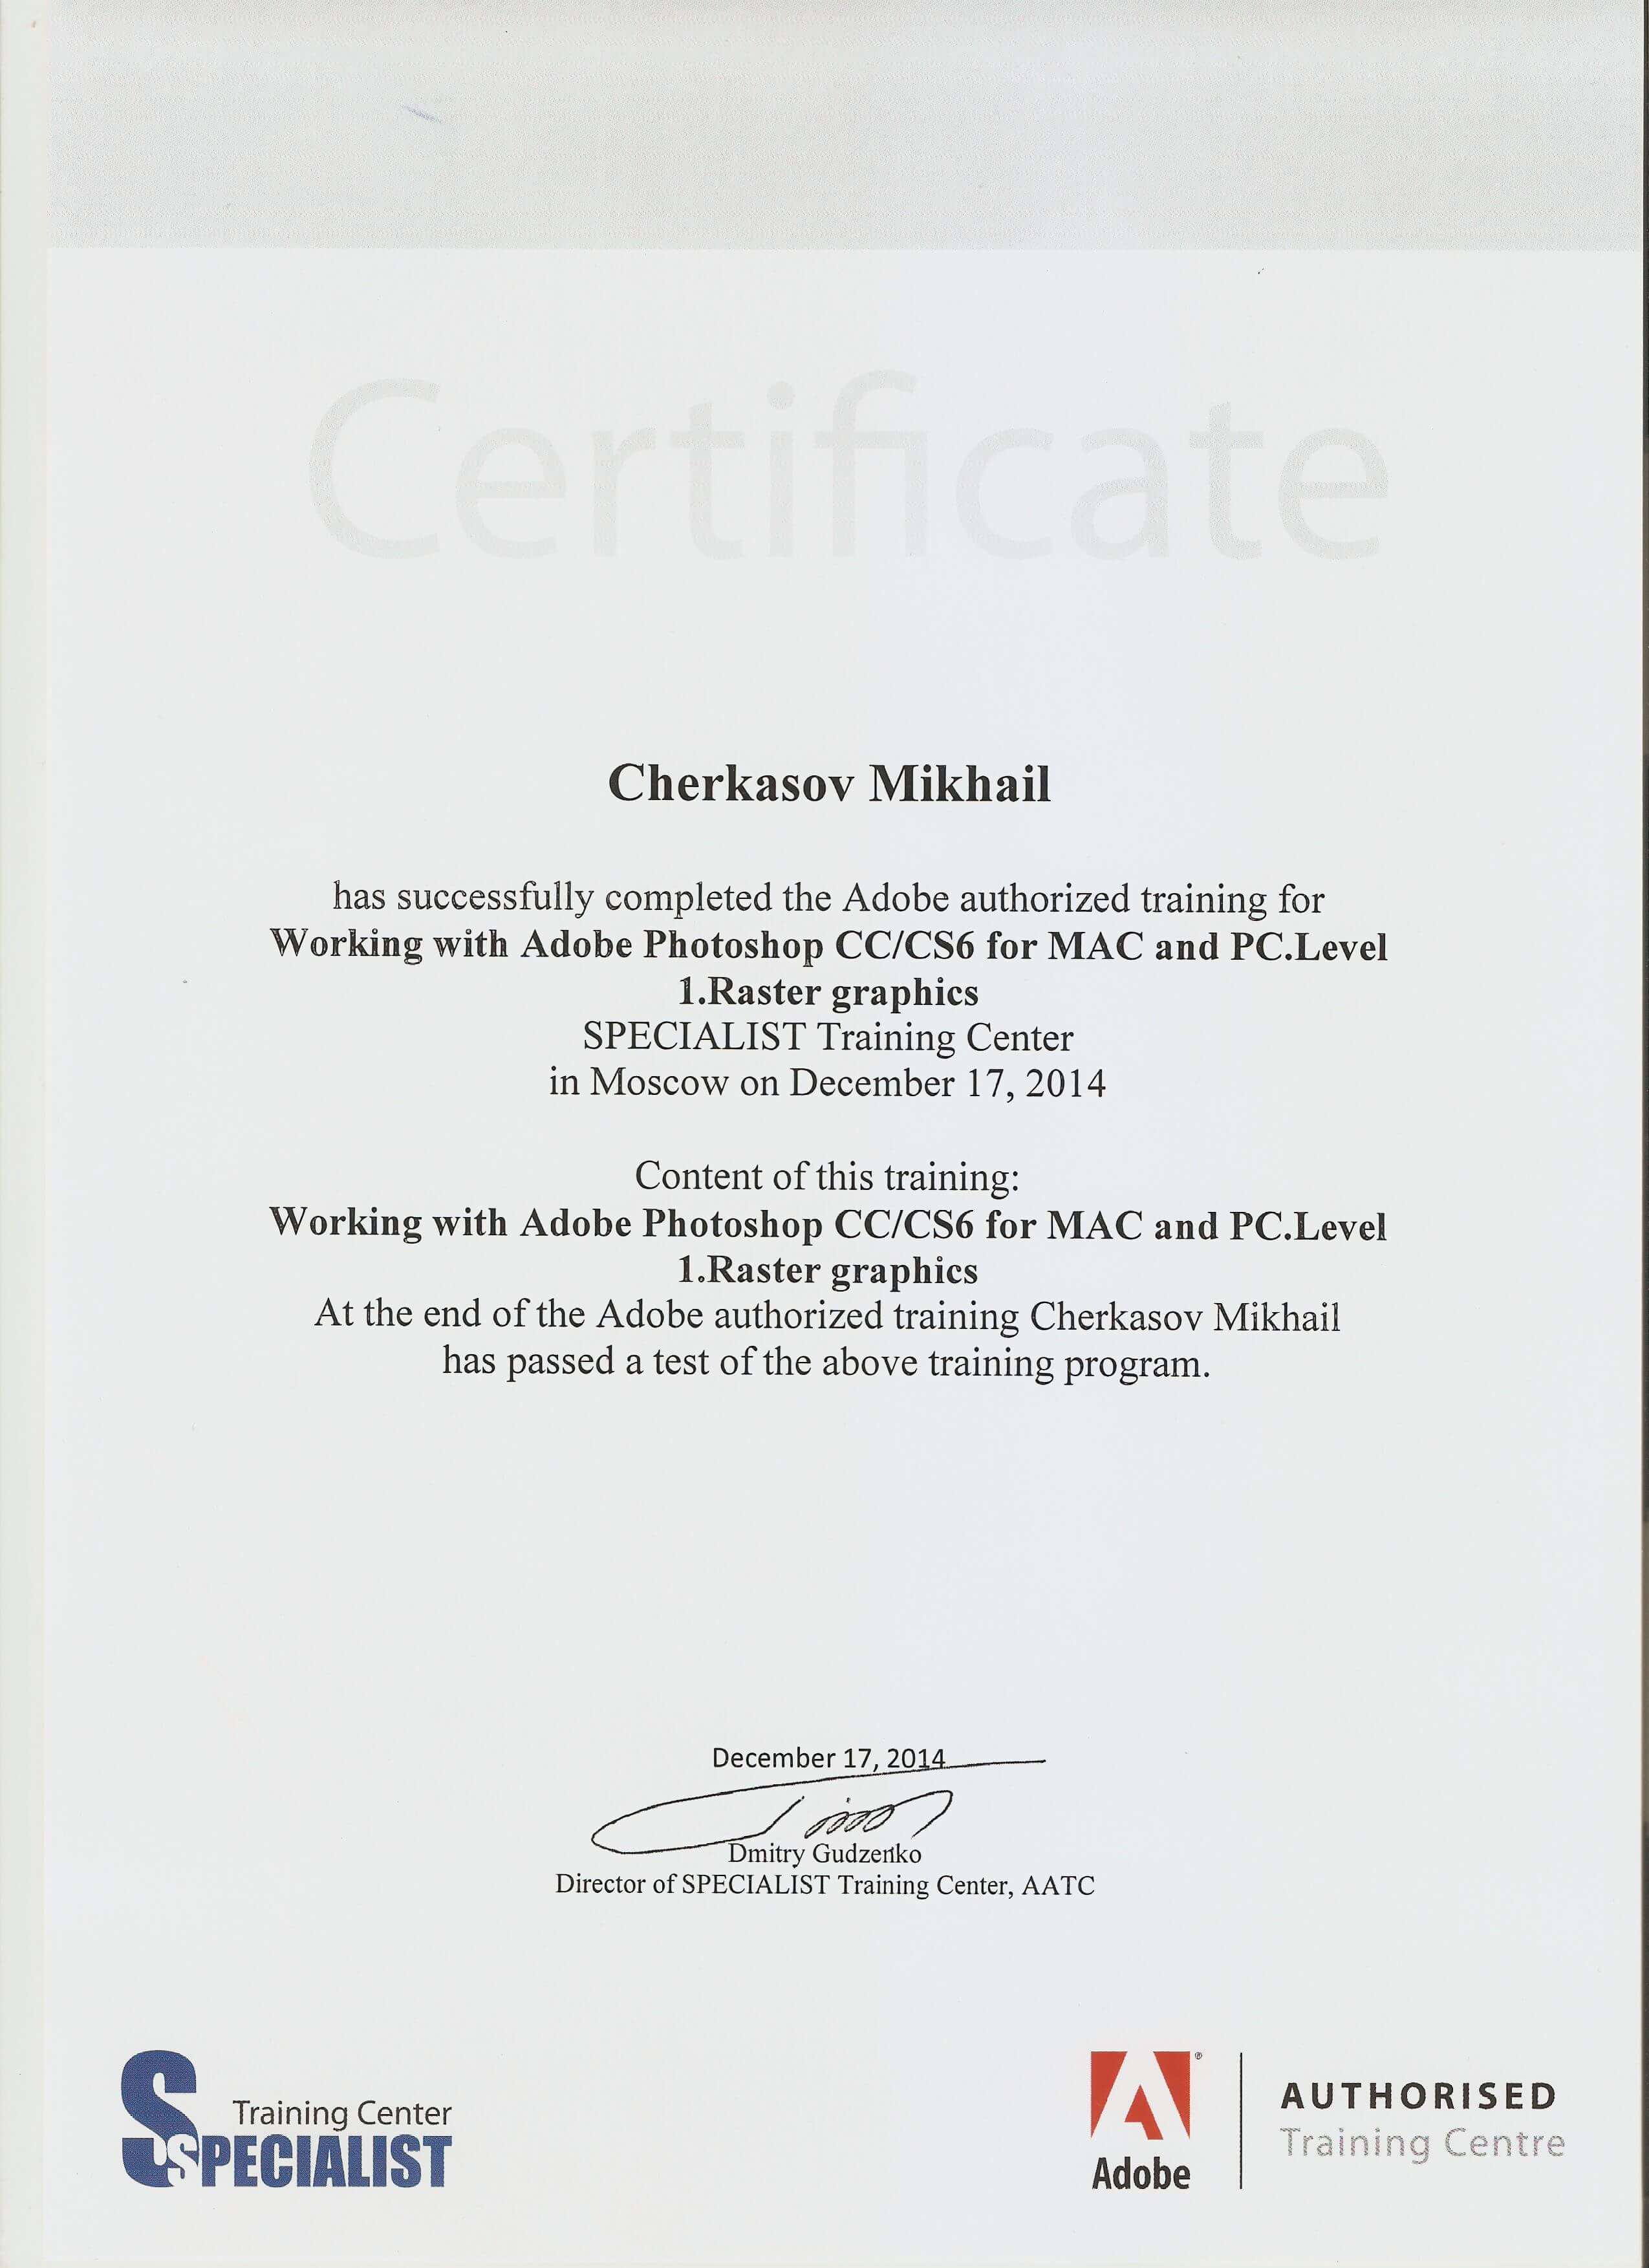 Certificate
Cherkasov Mikhail
has successfully completed the Adobe authorized training for
Working with Adobe Photoshop CC/CS6 for MAC and PC.Level
1.Raster graphics
SPECIALIST Training Center
in Moscow on December 17, 2014
Content of this training:
Working with Adobe Photoshop CC/CS6 for MAC and PC.Level
1.Raster graphics
At the end of the Adobe authorized training Cherkasov Mikhail
has passed a test of the above training program.
December 17, 2014
Dmitry Gudzenko
Director of SPECIALIST Training Center, AATC
Training Center
SPECIALIST
Adobe ®
AUTHORISED
Training Centre